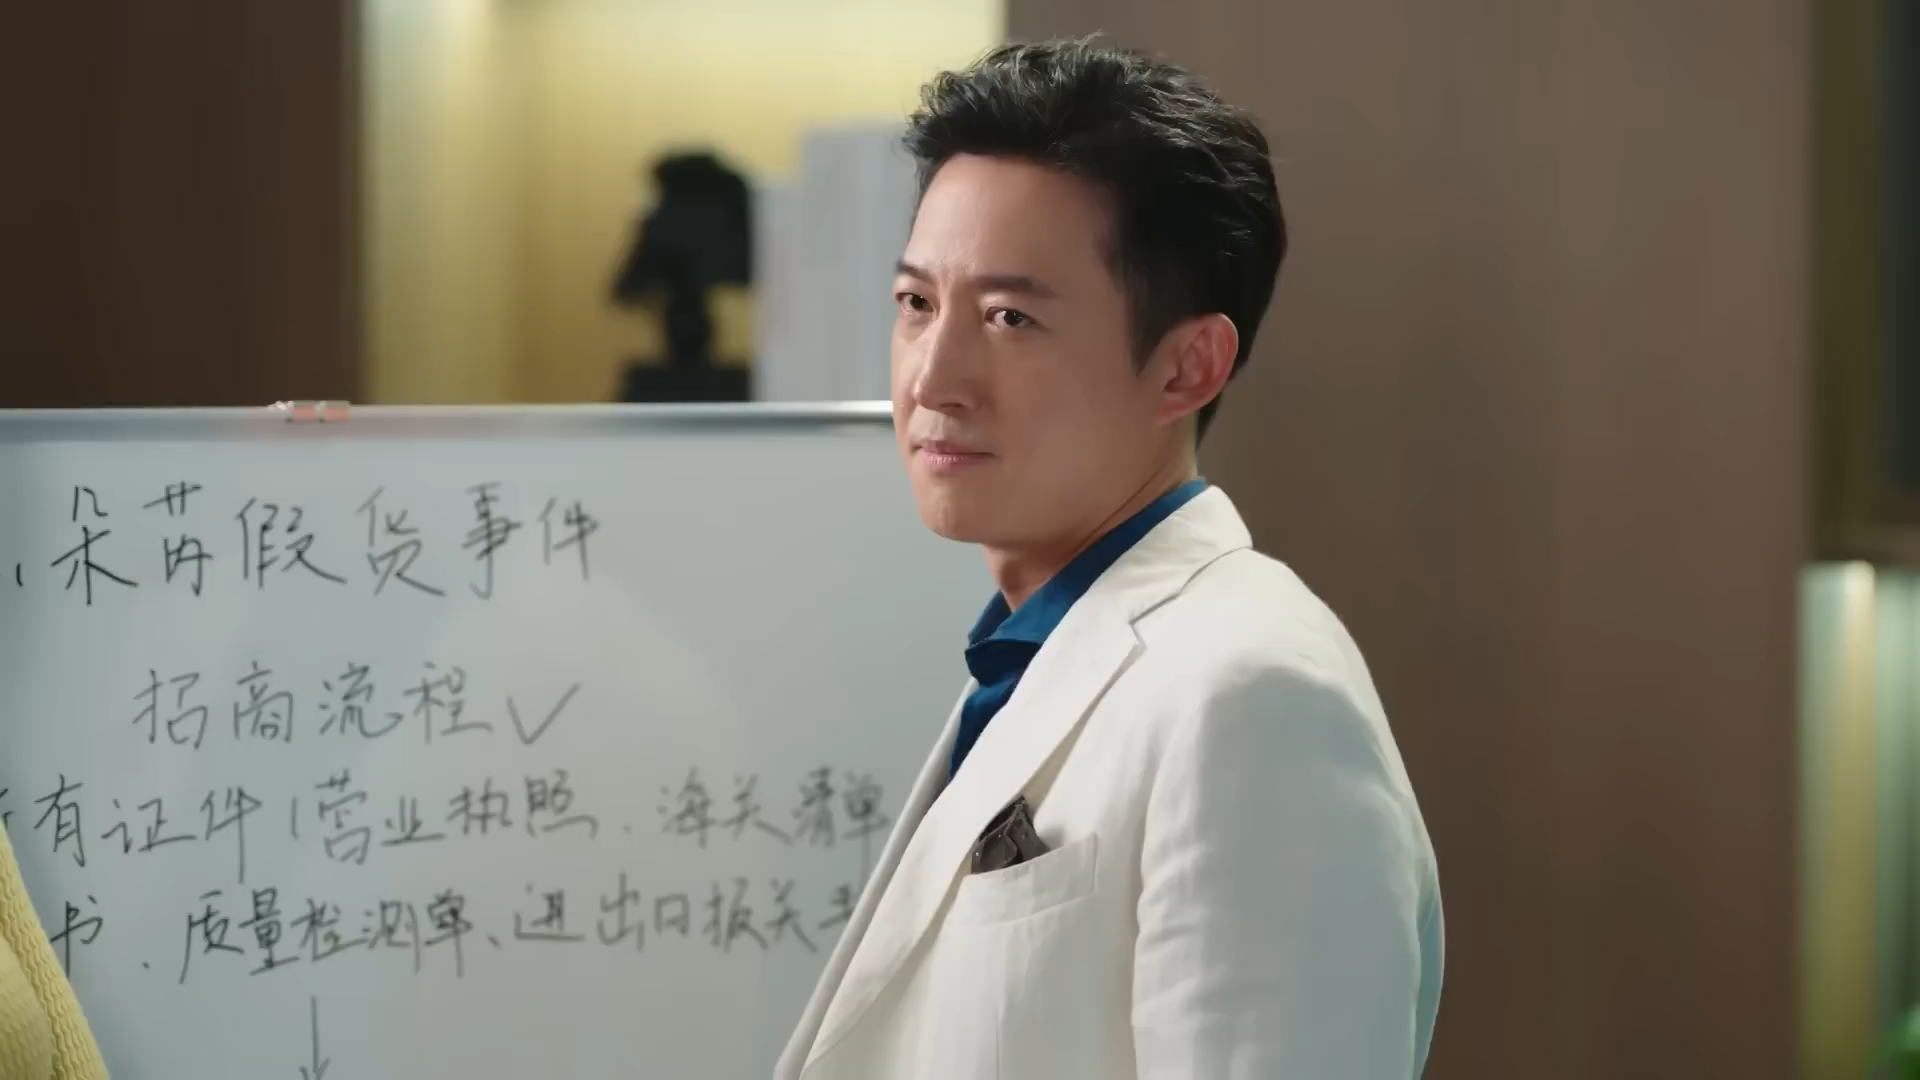 朵苒假货事件
招商流程✓
有证件(营业执照、海关清单
书、质量检测单、进出口报关